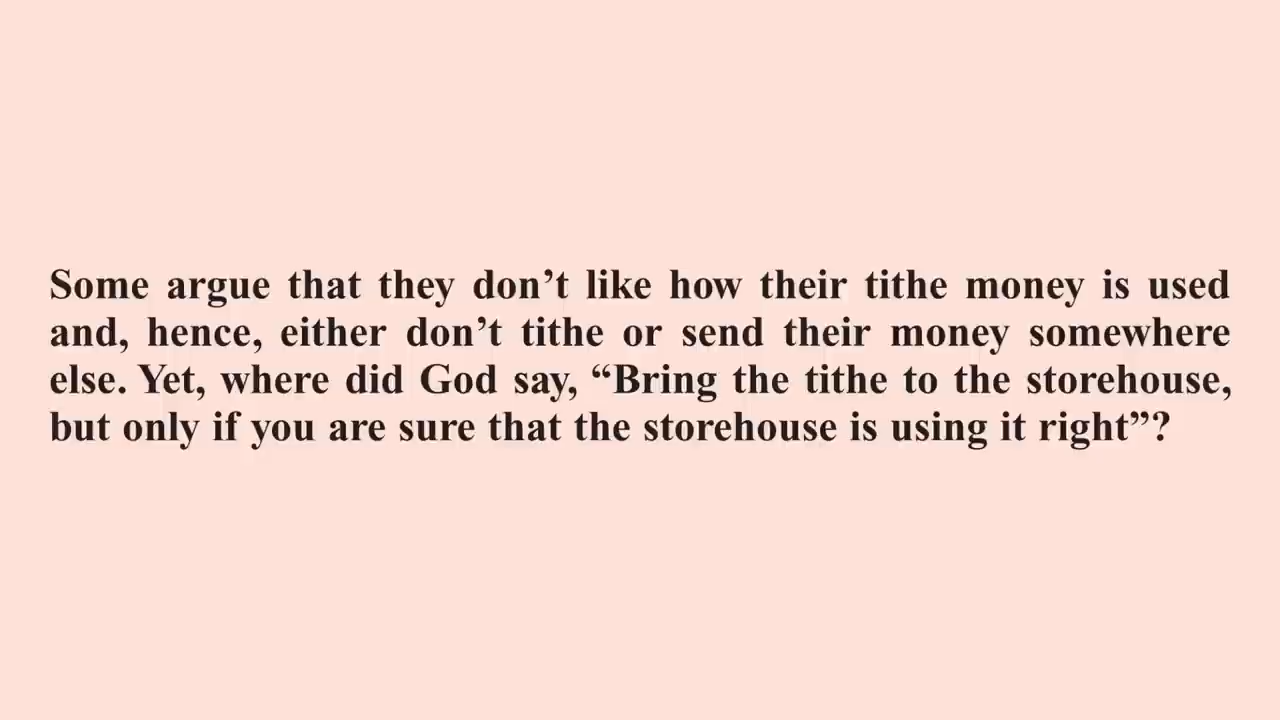 Some argue that they don’t like how their tithe money is used
and, hence, either don’t tithe or send their money somewhere
else. Yet, where did God say, “Bring the tithe to the storehouse,
but only if you are sure that the storehouse is using it right”?